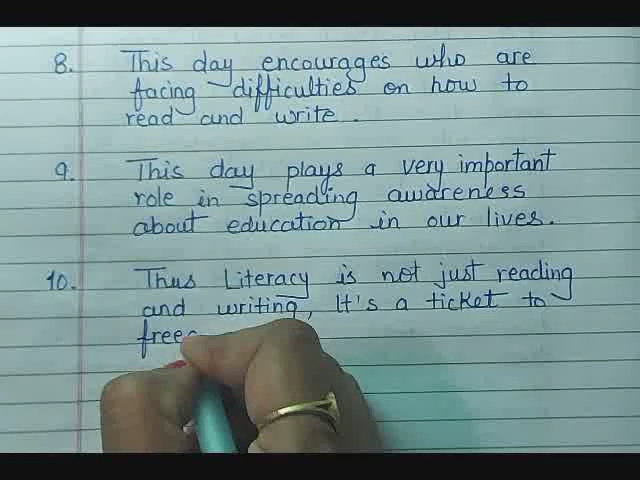 8. This day encourages who are
facing difficulties on how to
read and write.
9. This day plays a very important
role in spreading awareness
about education in our lives.
10. Thus Literacy is not just reading
and writing, It's a ticket to
free